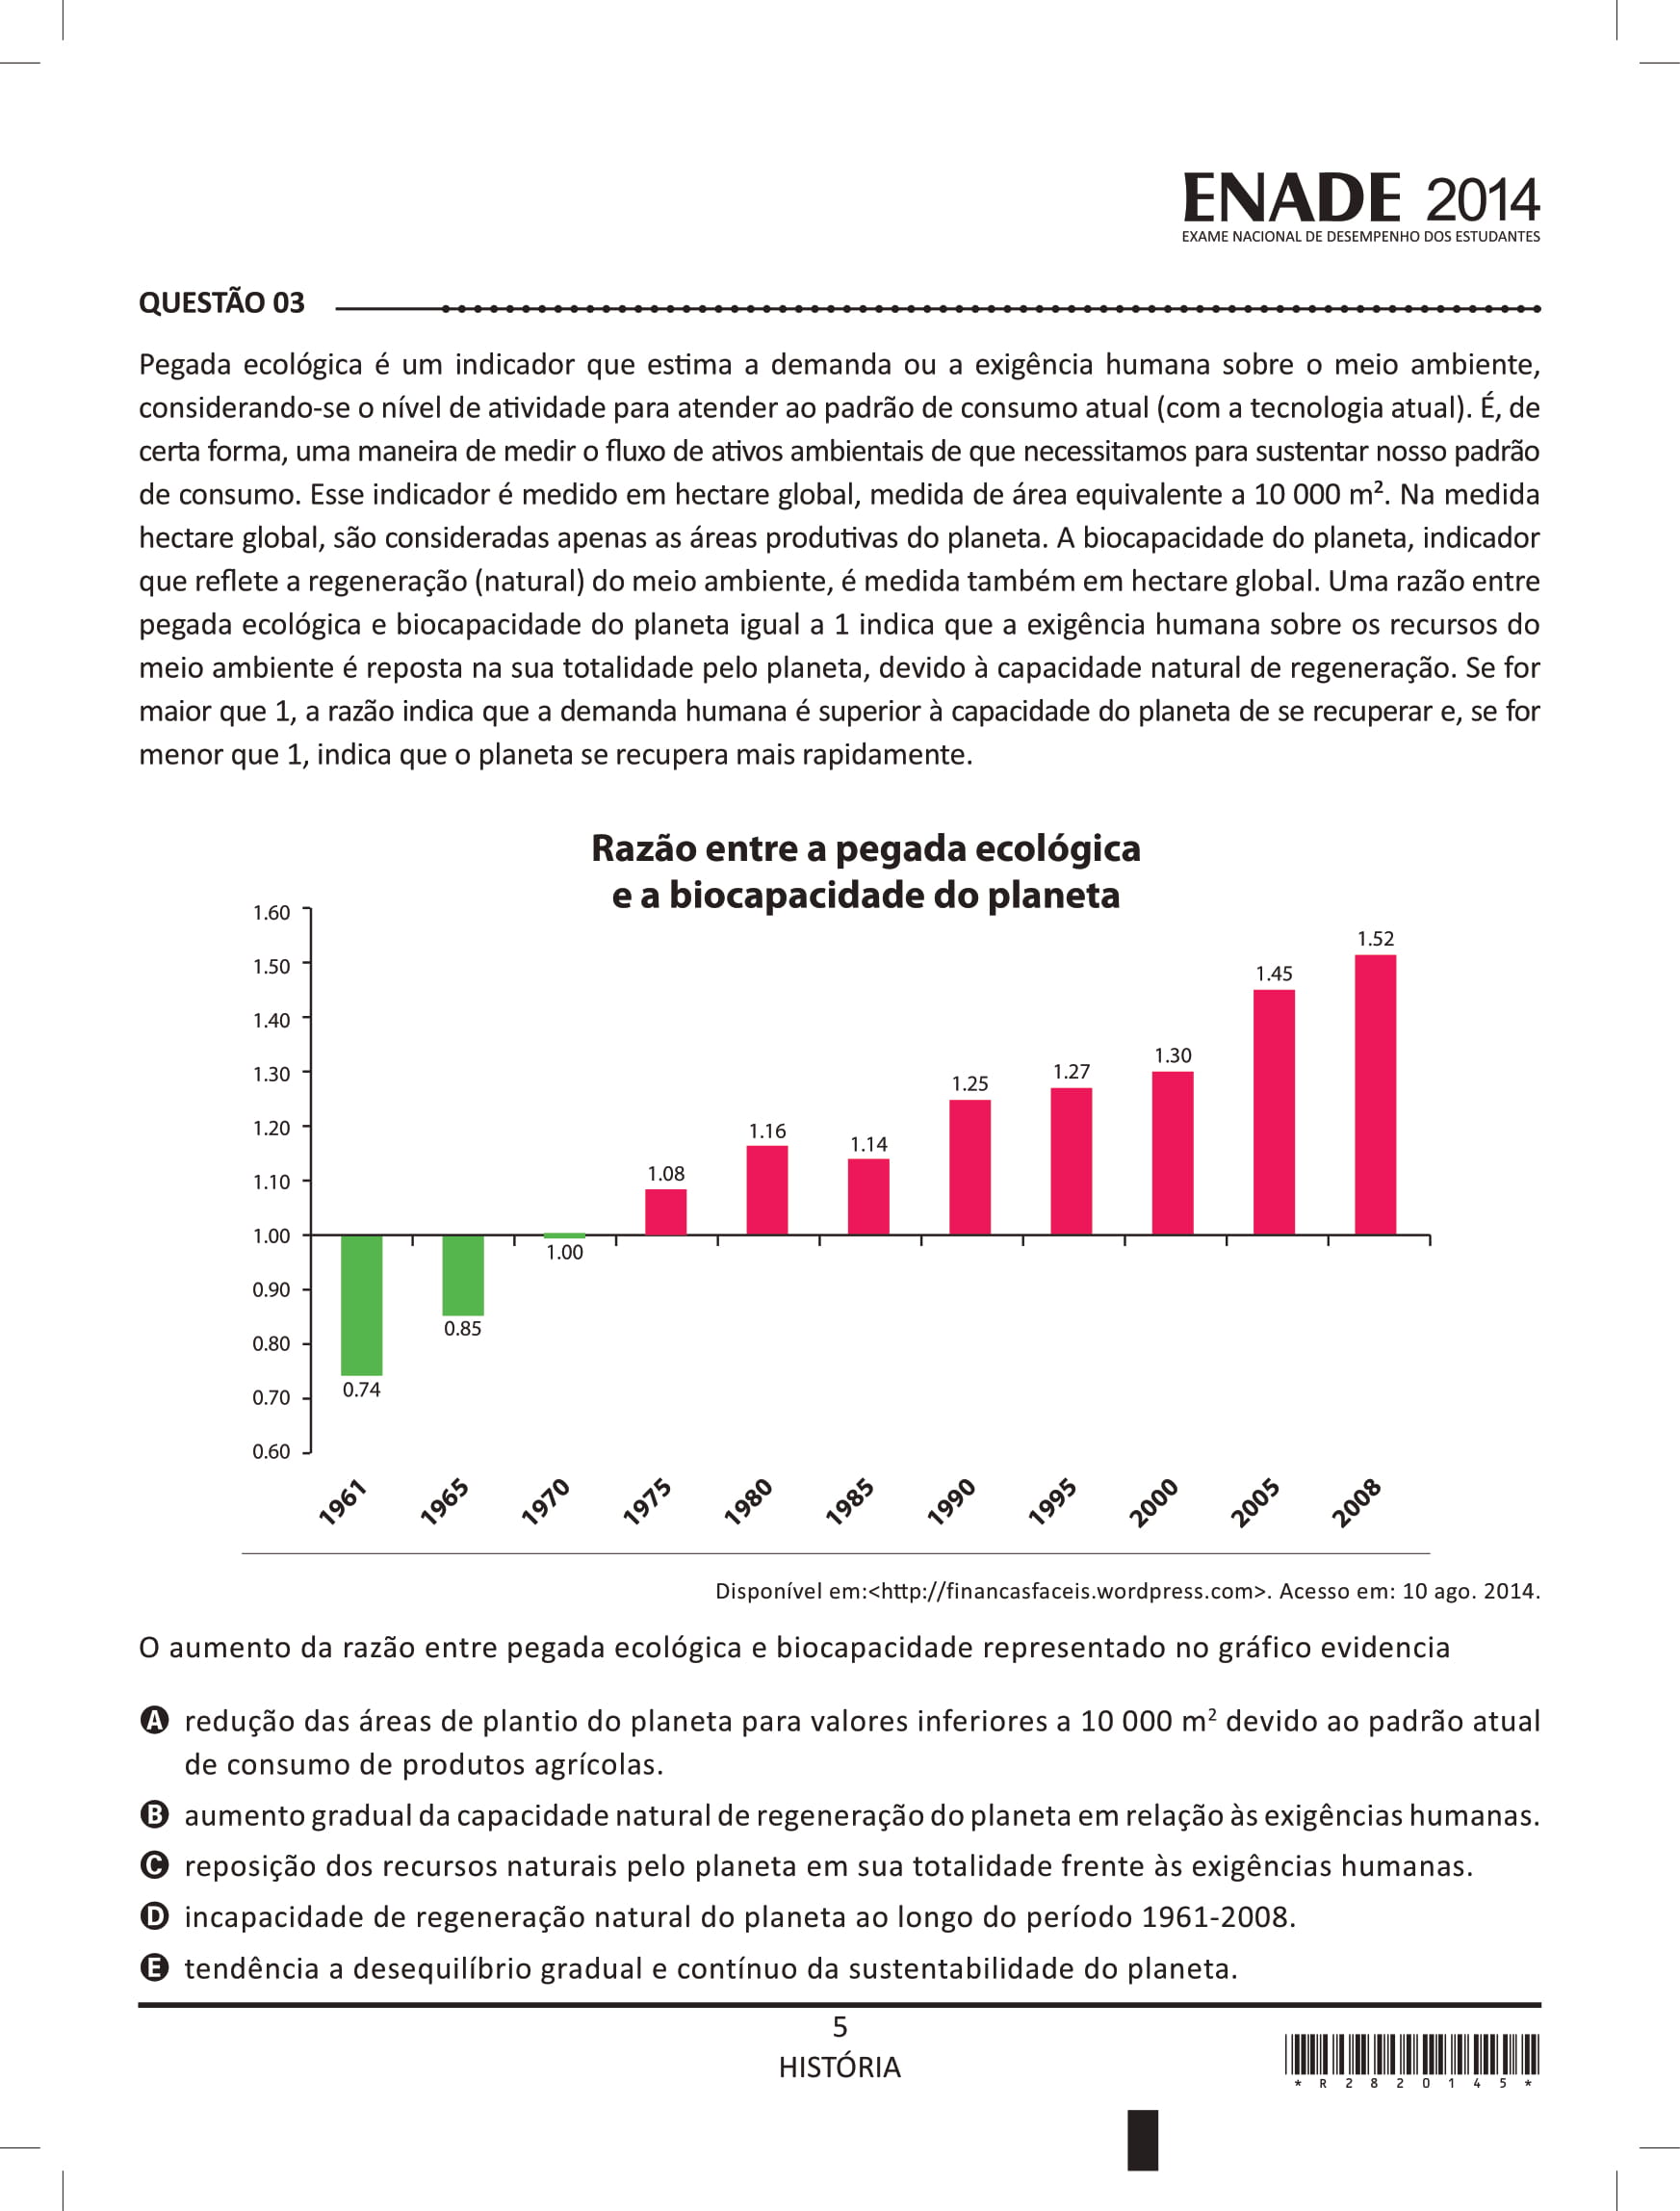 ENADE 2014
EXAME NACIONAL DE DESEMPENHO DOS ESTUDANTES
QUESTÃO 03
Pegada ecológica é um indicador que estima a demanda ou a exigência humana sobre o meio ambiente,
considerando-se o nível de atividade para atender ao padrão de consumo atual (com a tecnologia atual). É, de
certa forma, uma maneira de medir o fluxo de ativos ambientais de que necessitamos para sustentar nosso padrão
de consumo. Esse indicador é medido em hectare global, medida de área equivalente a 10 000 m². Na medida
hectare global, são consideradas apenas as áreas produtivas do planeta. A biocapacidade do planeta, indicador
que reflete a regeneração (natural) do meio ambiente, é medida também em hectare global. Uma razão entre
pegada ecológica e biocapacidade do planeta igual a 1 indica que a exigência humana sobre os recursos do
meio ambiente é reposta na sua totalidade pelo planeta, devido à capacidade natural de regeneração. Se for
maior que 1, a razão indica que a demanda humana é superior à capacidade do planeta de se recuperar e, se for
menor que 1, indica que o planeta se recupera mais rapidamente.
Razão entre a pegada ecológica
e a biocapacidade do planeta
1.60
1.50
1.40
1.30
1.20
1.10
1.00
0.90
0.80
0.70
0.60
0.74
0.85
1.00
1.08
1.16
1.14
1.25
1.27
1.30
1.45
1.52
1961
1965
1970
1975
1980
1985
1990
1995
2000
2005
2008
Disponível em:<http://financasfaceis.wordpress.com>. Acesso em: 10 ago. 2014.
O aumento da razão entre pegada ecológica e biocapacidade representado no gráfico evidencia
A redução das áreas de plantio do planeta para valores inferiores a 10 000 m² devido ao padrão atual
de consumo de produtos agrícolas.
B aumento gradual da capacidade natural de regeneração do planeta em relação às exigências humanas.
C reposição dos recursos naturais pelo planeta em sua totalidade frente às exigências humanas.
D incapacidade de regeneração natural do planeta ao longo do período 1961-2008.
E tendência a desequilíbrio gradual e contínuo da sustentabilidade do planeta.
5
HISTÓRIA
* R 2 8 2 0 1 4 5 *